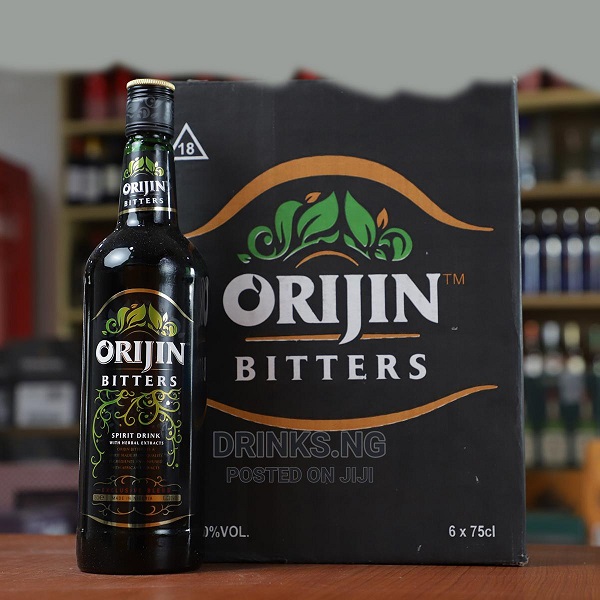 ORIJIN
BITTERS
ORIJIN
BITTERS
SPIRIT DRINK
WITH HERBAL EXTRACTS
18
ORIJIN™
BITTERS
DRINKS.NG
POSTED ON JIJI
0%VOL.
6 x 75cl